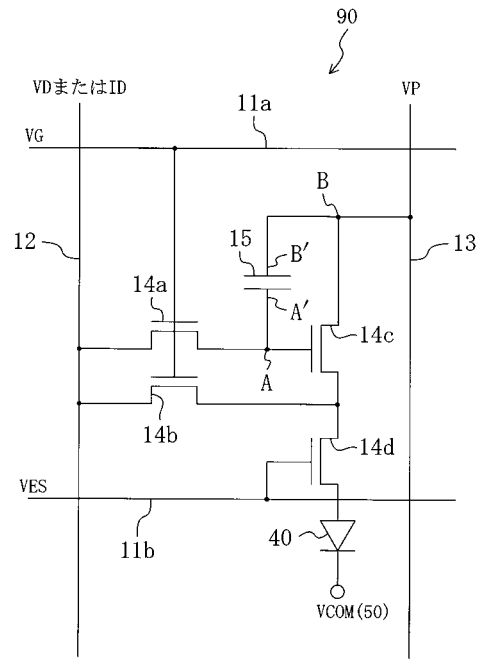 90
VDまたはID
VP
VG
11a
B
12
15
B′
13
14a
A′
14c
A
14b
14d
VES
11b
40
VCOM(50)